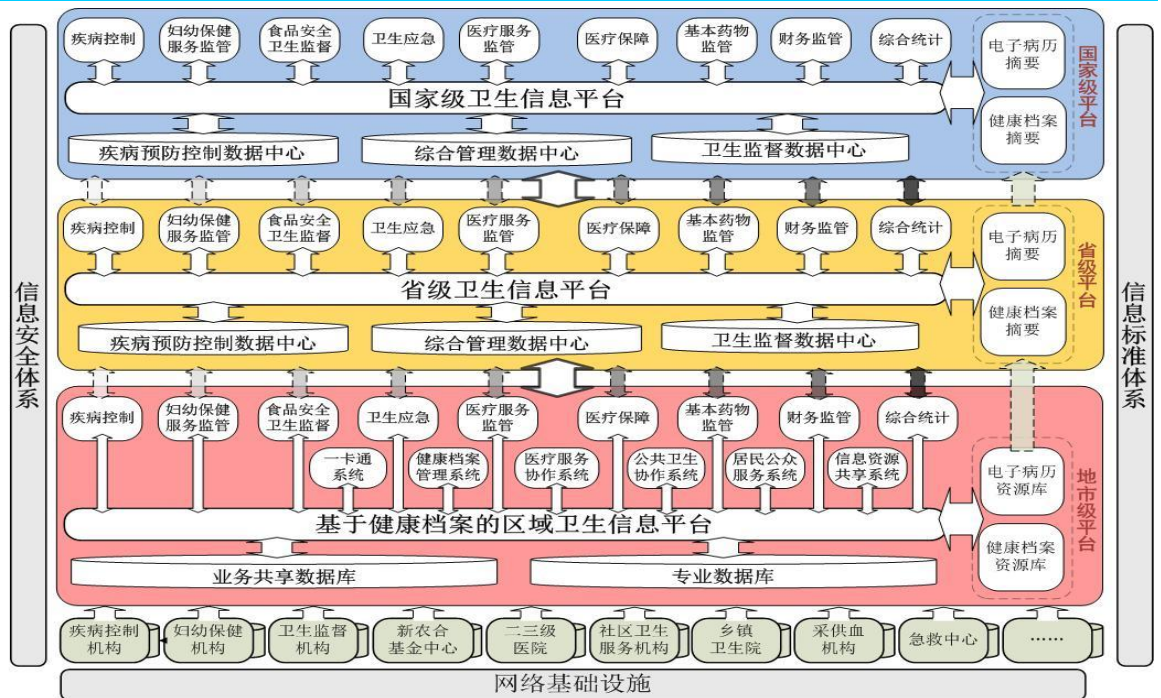 疾病控制
妇幼保健
服务监管
食品安全
卫生监督
卫生应急
医疗服务
监管
医疗保障
基本药物
监管
财务监管
综合统计
电子病历
摘要
健康档案
摘要
国家级平台
国家级卫生信息平台
疾病预防控制数据中心
综合管理数据中心
卫生监督数据中心
疾病控制
妇幼保健
服务监管
食品安全
卫生监督
卫生应急
医疗服务
监管
医疗保障
基本药物
监管
财务监管
综合统计
电子病历
摘要
健康档案
摘要
省级平台
省级卫生信息平台
疾病预防控制数据中心
综合管理数据中心
卫生监督数据中心
疾病控制
妇幼保健
服务监管
食品安全
卫生监督
卫生应急
医疗服务
监管
医疗保障
基本药物
监管
财务监管
综合统计
一卡通
系统
健康档案
管理系统
医疗服务
协作系统
公共卫生
协作系统
居民公众
服务系统
信息资源
共享系统
电子病历
资源库
健康档案
资源库
地市级平台
基于健康档案的区域卫生信息平台
业务共享数据库
专业数据库
疾病控制
机构
妇幼保健
机构
卫生监督
机构
新农合
基金中心
二三级
医院
社区卫生
服务机构
乡镇
卫生院
采供血
机构
急救中心
……
网络基础设施
信息安全体系
信息标准体系